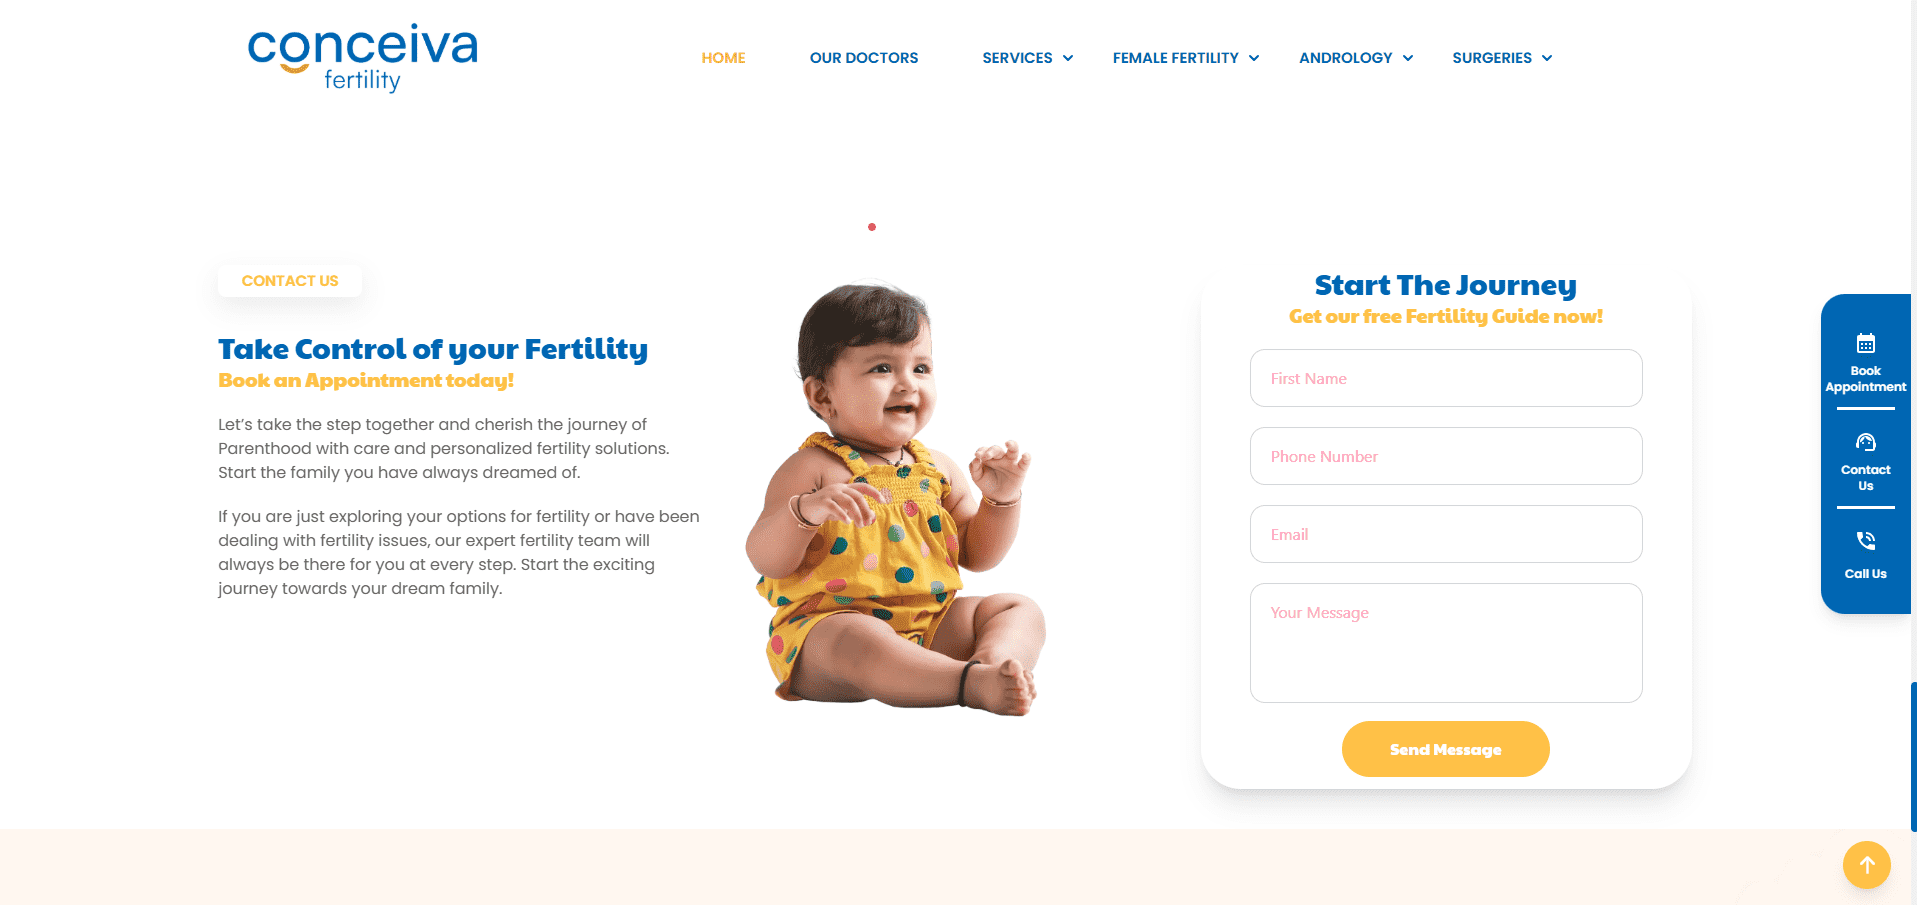 conceiva
fertility
HOME
OUR DOCTORS
SERVICES
FEMALE FERTILITY
ANDROLOGY
SURGERIES
CONTACT US
Take Control of your Fertility
Book an Appointment today!
Let’s take the step together and cherish the journey of
Parenthood with care and personalized fertility solutions.
Start the family you have always dreamed of.
If you are just exploring your options for fertility or have been
dealing with fertility issues, our expert fertility team will
always be there for you at every step. Start the exciting
journey towards your dream family.
Start The Journey
Get our free Fertility Guide now!
First Name
Phone Number
Email
Your Message
Send Message
Book
Appointment
Contact
Us
Call Us